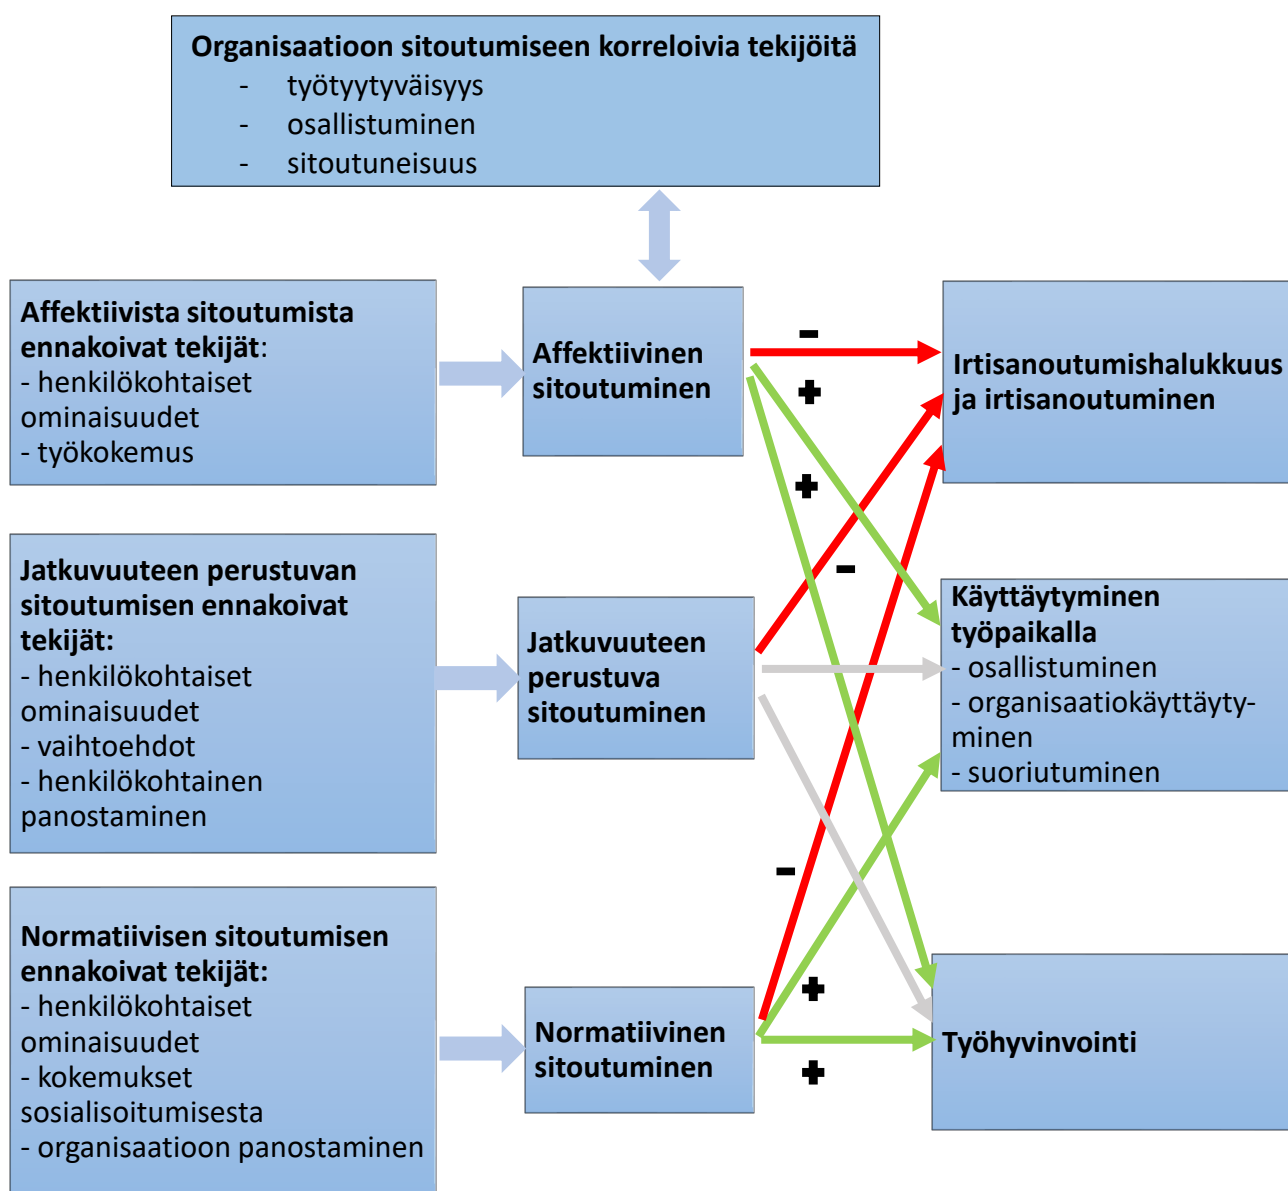 Organisaatioon sitoutumiseen korreloivia tekijöitä
- työtyytyväisyys
- osallistuminen
- sitoutuneisuus
Affektiivista sitoutumista
ennakoivat tekijät:
- henkilökohtaiset
ominaisuudet
- työkokemus
Affektiivinen
sitoutuminen
-
+
+
-
-
+
+
Irtisanoutumishalukkuus
ja irtisanoutuminen
Jatkuvuuteen perustuvan
sitoutumisen ennakoivat
tekijät:
- henkilökohtaiset
ominaisuudet
- vaihtoehdot
- henkilökohtainen
panostaminen
Jatkuvuuteen
perustuva
sitoutuminen
Käyttäytyminen
työpaikalla
- osallistuminen
- organisaatiokäyttäyty-
minen
- suoriutuminen
Normatiivisen sitoutumisen
ennakoivat tekijät:
- henkilökohtaiset
ominaisuudet
- kokemukset
sosialisoitumisesta
- organisaatioon panostaminen
Normatiivinen
sitoutuminen
Työhyvinvointi